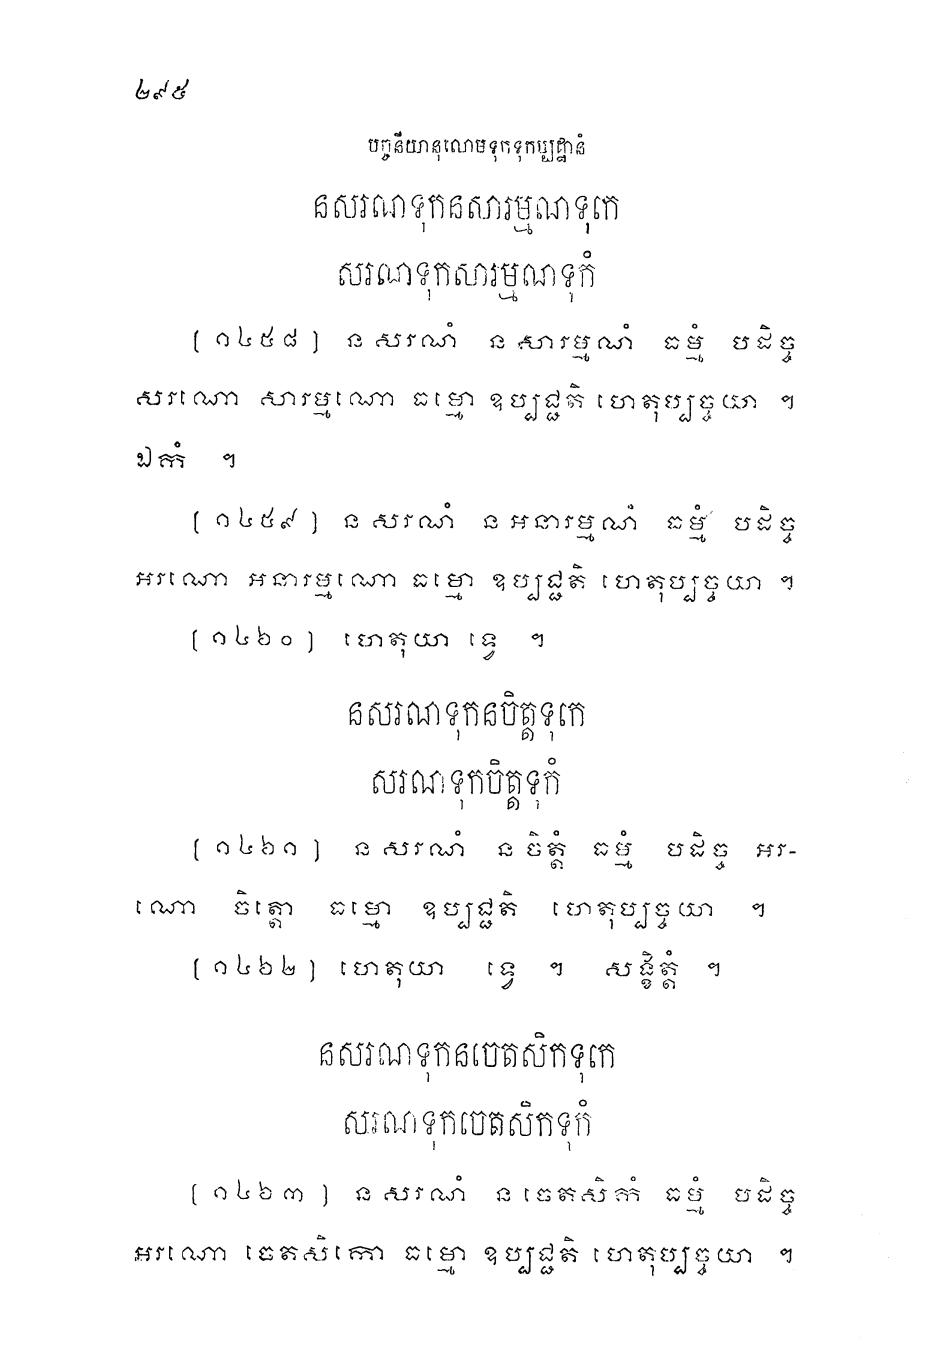 ២៩៥
បច្ចនីយានុលោមទុកទុកប្បដ្ឋានំ
នសរណទុកនសារម្មណទុកេ
សរណទុកសារម្មណទុកំ
[១៤៥៨] ន សរណំ ន សារម្មណំ ធម្មំ បដិច្ច
សរណោ សារម្មណោ ធម្មោ ឧប្បជ្ជតិ ហេតុប្បច្ចយា ។
ឯកំ ។
[១៤៥៩] ន សរណំ ន អនារម្មណំ ធម្មំ បដិច្ច
អរណោ អនារម្មណោ ធម្មោ ឧប្បជ្ជតិ ហេតុប្បច្ចយា ។
[១៤៦០] ហេតុយា ទ្វេ ។
នសរណទុកនចិត្តទុកេ
សរណទុកចិត្តទុកំ
[១៤៦១] ន សរណំ ន ចិត្តំ ធម្មំ បដិច្ច អរ-
ណោ ចិត្តោ ធម្មោ ឧប្បជ្ជតិ ហេតុប្បច្ចយា ។
[១៤៦២] ហេតុយា ទ្វេ ។ សង្ខិត្តំ ។
នសរណទុកនចេតសិកទុកេ
សរណទុកចេតសិកទុកំ
[១៤៦៣] ន សរណំ ន ចេតសិកំ ធម្មំ បដិច្ច
អរណោ ចេតសិកោ ធម្មោ ឧប្បជ្ជតិ ហេតុប្បច្ចយា ។